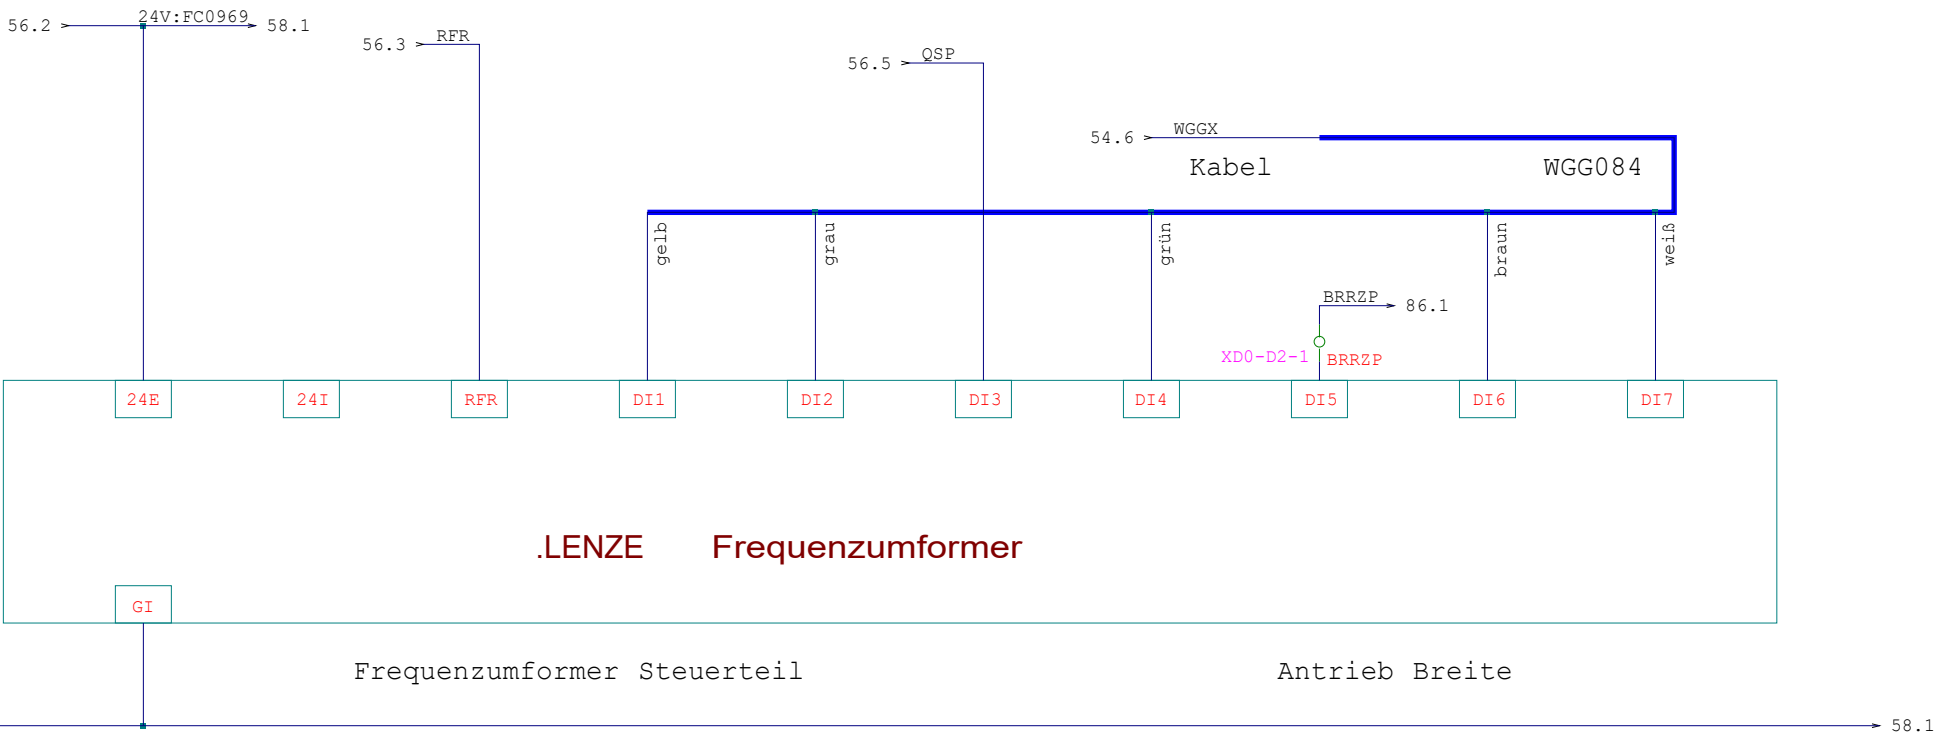 24V:FC0969
56.2 58.1
56.3 RFR
56.5 QSP
54.6 WGGX
Kabel WGG084
gelb grau grün braun weiß
BRRZP 86.1
XD0-D2-1 BRRZP
24E 24I RFR DI1 DI2 DI3 DI4 DI5 DI6 DI7
.LENZE Frequenzumformer
GI
Frequenzumformer Steuerteil Antrieb Breite
58.1